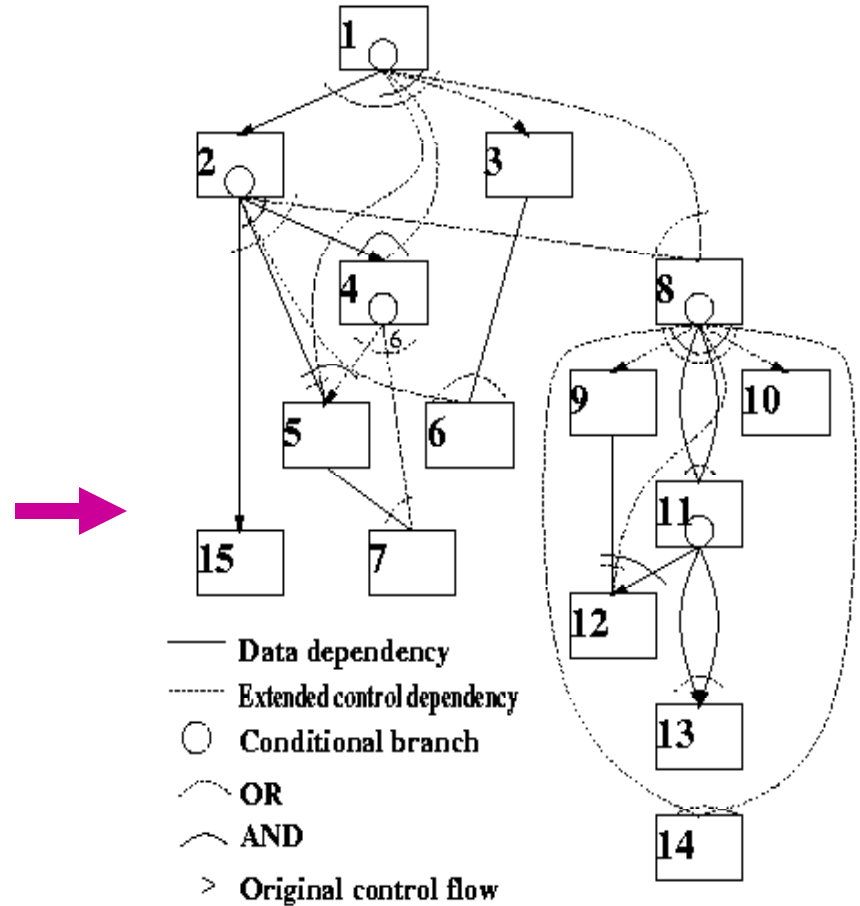 1
2
3
4
6
8
5
6
9
10
11
15
7
12
13
14
Data dependency
Extended control dependency
Conditional branch
OR
AND
Original control flow